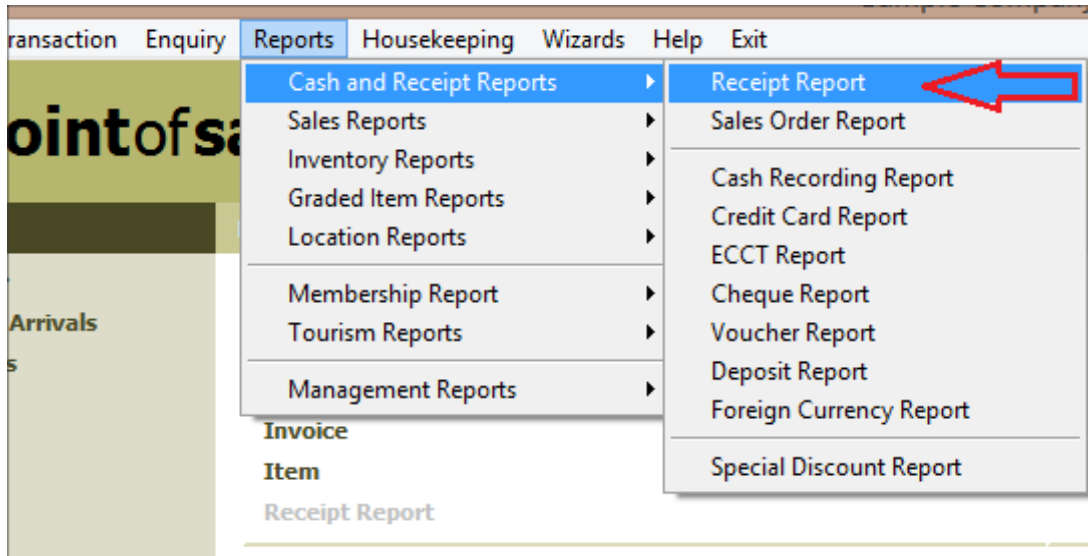 ransaction Enquiry Reports Housekeeping Wizards Help Exit
Cash and Receipt Reports
Sales Reports
Inventory Reports
Graded Item Reports
Location Reports
Membership Report
Tourism Reports
Management Reports
Receipt Report
Sales Order Report
Cash Recording Report
Credit Card Report
ECCT Report
Cheque Report
Voucher Report
Deposit Report
Foreign Currency Report
Special Discount Report
ointofsa
Arrivals
s
Invoice
Item
Receipt Report